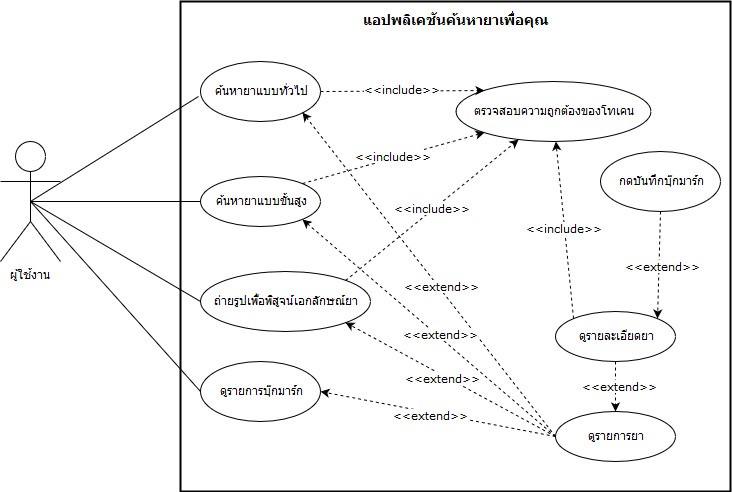 แอปพลิเคชันค้นหายาเพื่อคุณ
ค้นหายาแบบทั่วไป
<<include>>
ตรวจสอบความถูกต้องของโทเคน
<<include>>
กดบันทึกบุ๊กมาร์ก
ค้นหายาแบบขั้นสูง
<<include>>
<<include>>
ผู้ใช้งาน
<<extend>>
<<extend>>
ถ่ายรูปเพื่อพิสูจน์เอกลักษณ์ยา
<<extend>>
ดูรายละเอียดยา
<<extend>>
<<extend>>
ดูรายการบุ๊กมาร์ก
<<extend>>
ดูรายการยา